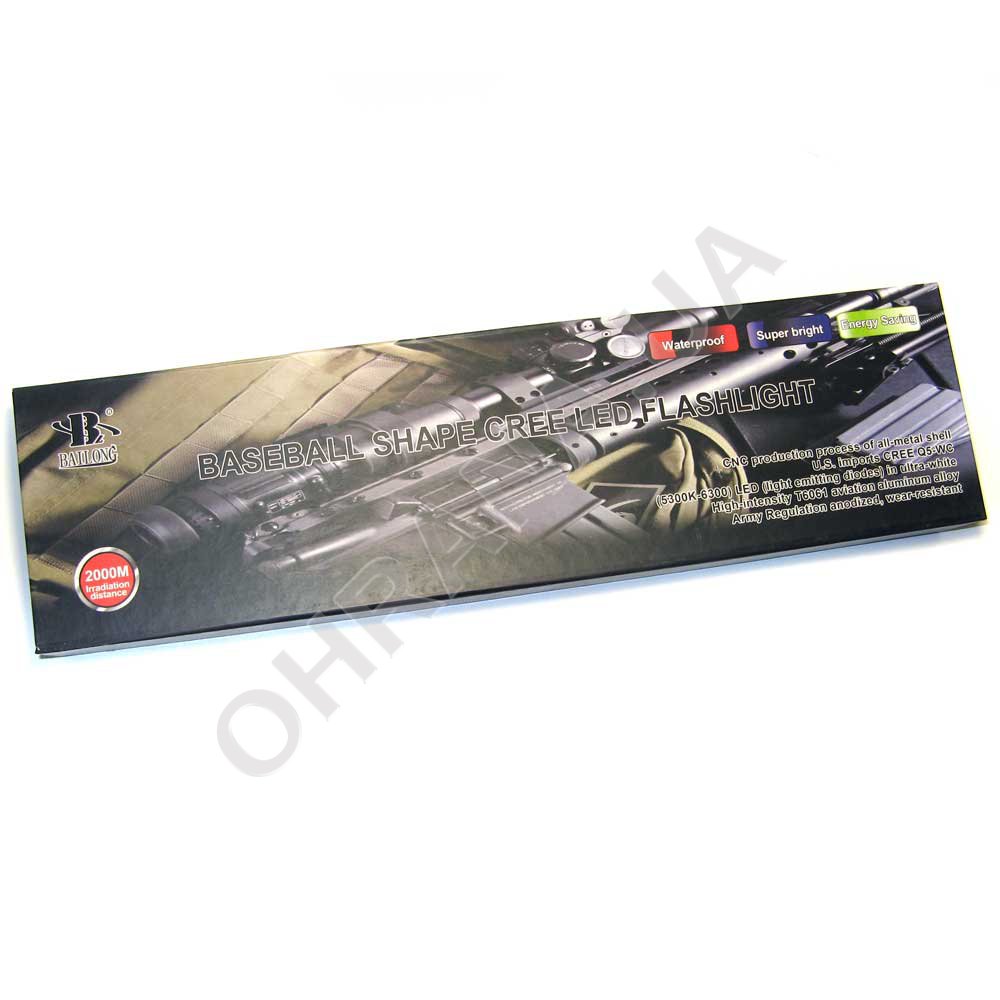 Waterproof
Super bright
Energy Saving
B®
BAILONG
BASEBALL SHAPE CREE LED FLASHLIGHT
CNC production process of all-metal shell
U.S. Imports CREE Q5-WC
(5300K-6300) LED (light emitting diodes) in ultra-white
High-intensity T6061 aviation aluminum alloy
Army Regulation anodized, wear-resistant
2000M
Irradiation
distance